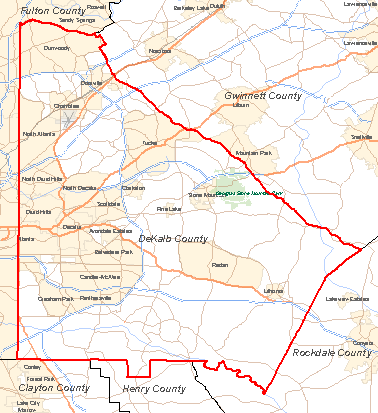 Roswell
Fulton County
Sandy Springs
Berkeley Lake
Duluth
Lawrenceville
Dunwoody
Norcross
Lawrenceville
Doraville
Gwinnett County
Chamblee
Lilburn
North Atlanta
Snellville
Tucker
Mountain Park
North Druid Hills
North Decatur
Clarkston
Stone Mountain
Scottdale
Druid Hills
Pine Lake
Decatur
Avondale Estates
Atlanta
DeKalb County
Belvedere Park
Redan
Candler-McAfee
Lithonia
Gresham Park
Panthersville
Lakeview Estates
Conyers
Rockdale County
Conley
Forest Park
Clayton County
Henry County
Lake City
Morrow